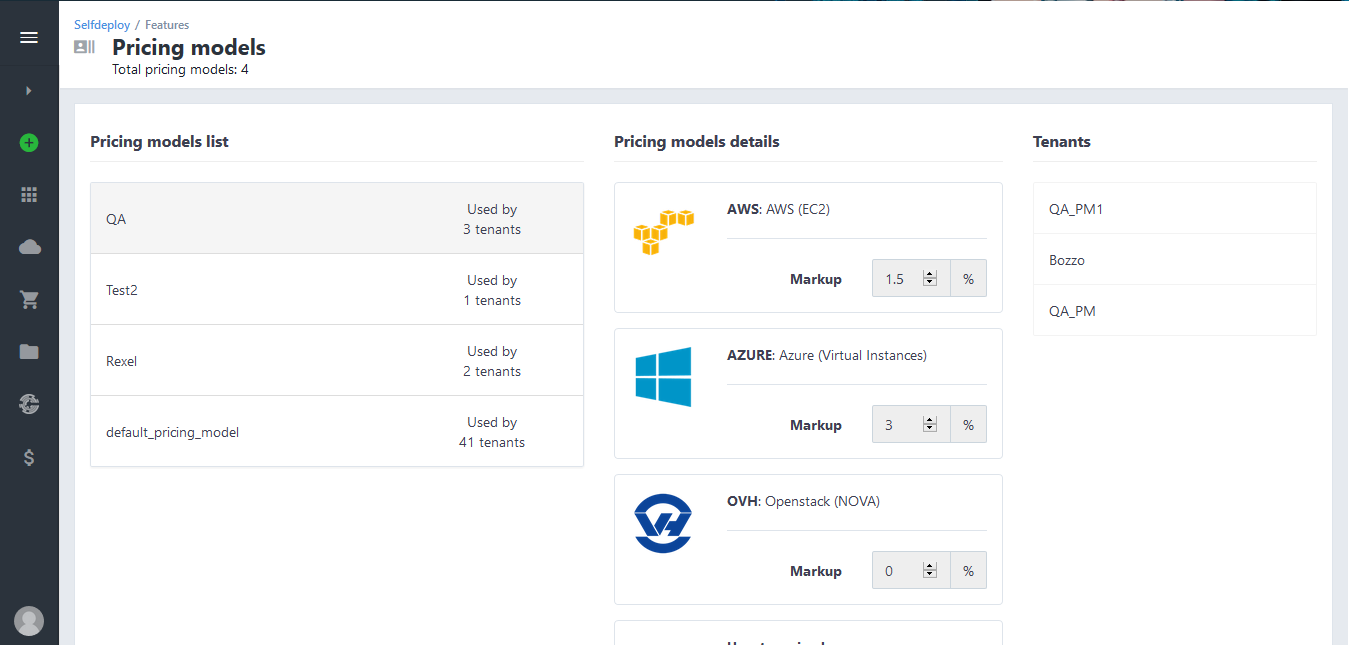 Selfdeploy / Features
Pricing models
Total pricing models: 4
Pricing models list
QA
Used by
3 tenants
Test2
Used by
1 tenants
Rexel
Used by
2 tenants
default_pricing_model
Used by
41 tenants
Pricing models details
AWS: AWS (EC2)
Markup 1.5 %
AZURE: Azure (Virtual Instances)
Markup 3 %
OVH: Openstack (NOVA)
Markup 0 %
Tenants
QA_PM1
Bozzo
QA_PM